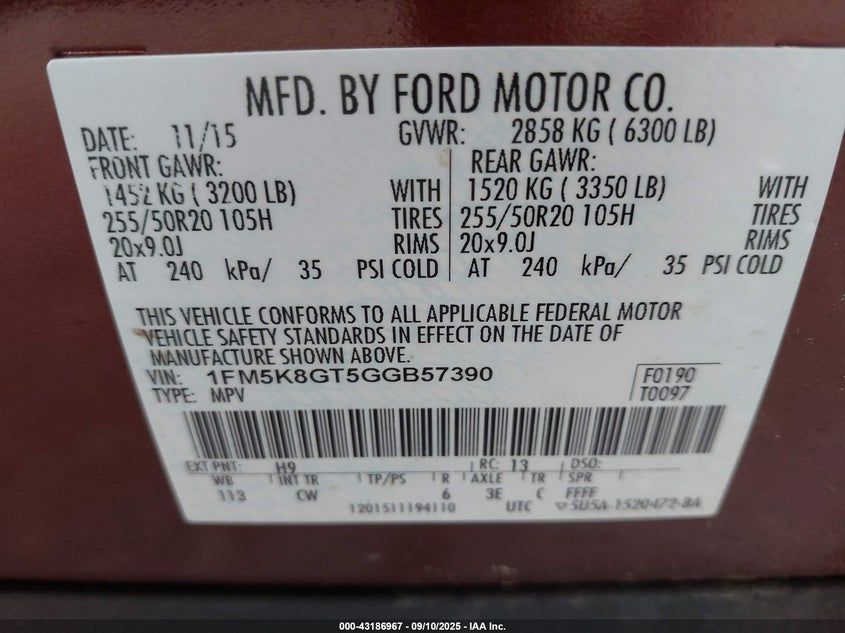 MFD. BY FORD MOTOR CO.
DATE: 11/15 GVWR: 2858 KG ( 6300 LB)
FRONT GAWR: REAR GAWR:
1452 KG ( 3200 LB) WITH 1520 KG ( 3350 LB) WITH
255/50R20 105H TIRES 255/50R20 105H TIRES
20x9.0J RIMS 20x9.0J RIMS
AT 240 kPa/ 35 PSI COLD AT 240 kPa/ 35 PSI COLD
THIS VEHICLE CONFORMS TO ALL APPLICABLE FEDERAL MOTOR
VEHICLE SAFETY STANDARDS IN EFFECT ON THE DATE OF
MANUFACTURE SHOWN ABOVE.
VIN: 1FM5K8GT5GGB57390 F0190
TYPE: MPV T0097
EXT PNT: H9 RC: 13 DSO:
WB INT TR TP/PS R AXLE TR SPR
113 CW 6 3E C FFFF
1201511194110 UTC 5U5A-1520472-BA
000-43186967 - 09/10/2025 - IAA Inc.